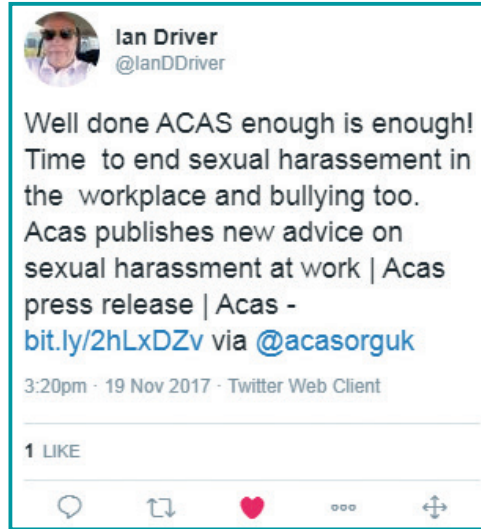 Ian Driver
@IanDDriver
Well done ACAS enough is enough!
Time to end sexual harassement in
the workplace and bullying too.
Acas publishes new advice on
sexual harassment at work | Acas
press release | Acas -
bit.ly/2hLxDZv via @acasorguk
3:20pm · 19 Nov 2017 · Twitter Web Client
1 LIKE